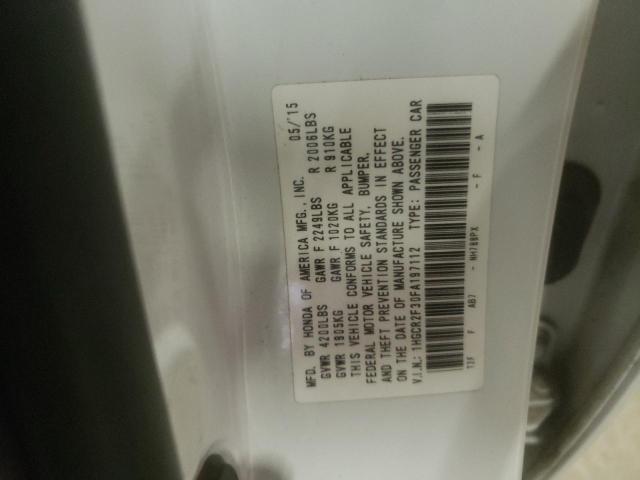 MFG. BY HONDA OF AMERICA MFG., INC. 05/'15
GVWR 4200LBS GAWR F 2249LBS R 2006LBS
GVWR 1905KG GAWR F 1020KG R 910KG
THIS VEHICLE CONFORMS TO ALL APPLICABLE
FEDERAL MOTOR VEHICLE SAFETY, BUMPER,
AND THEFT PREVENTION STANDARDS IN EFFECT
ON THE DATE OF MANUFACTURE SHOWN ABOVE.
V.I.N.: 1HGCR2F30FA197112 TYPE: PASSENGER CAR
F AB7 - NH788PX - F - A